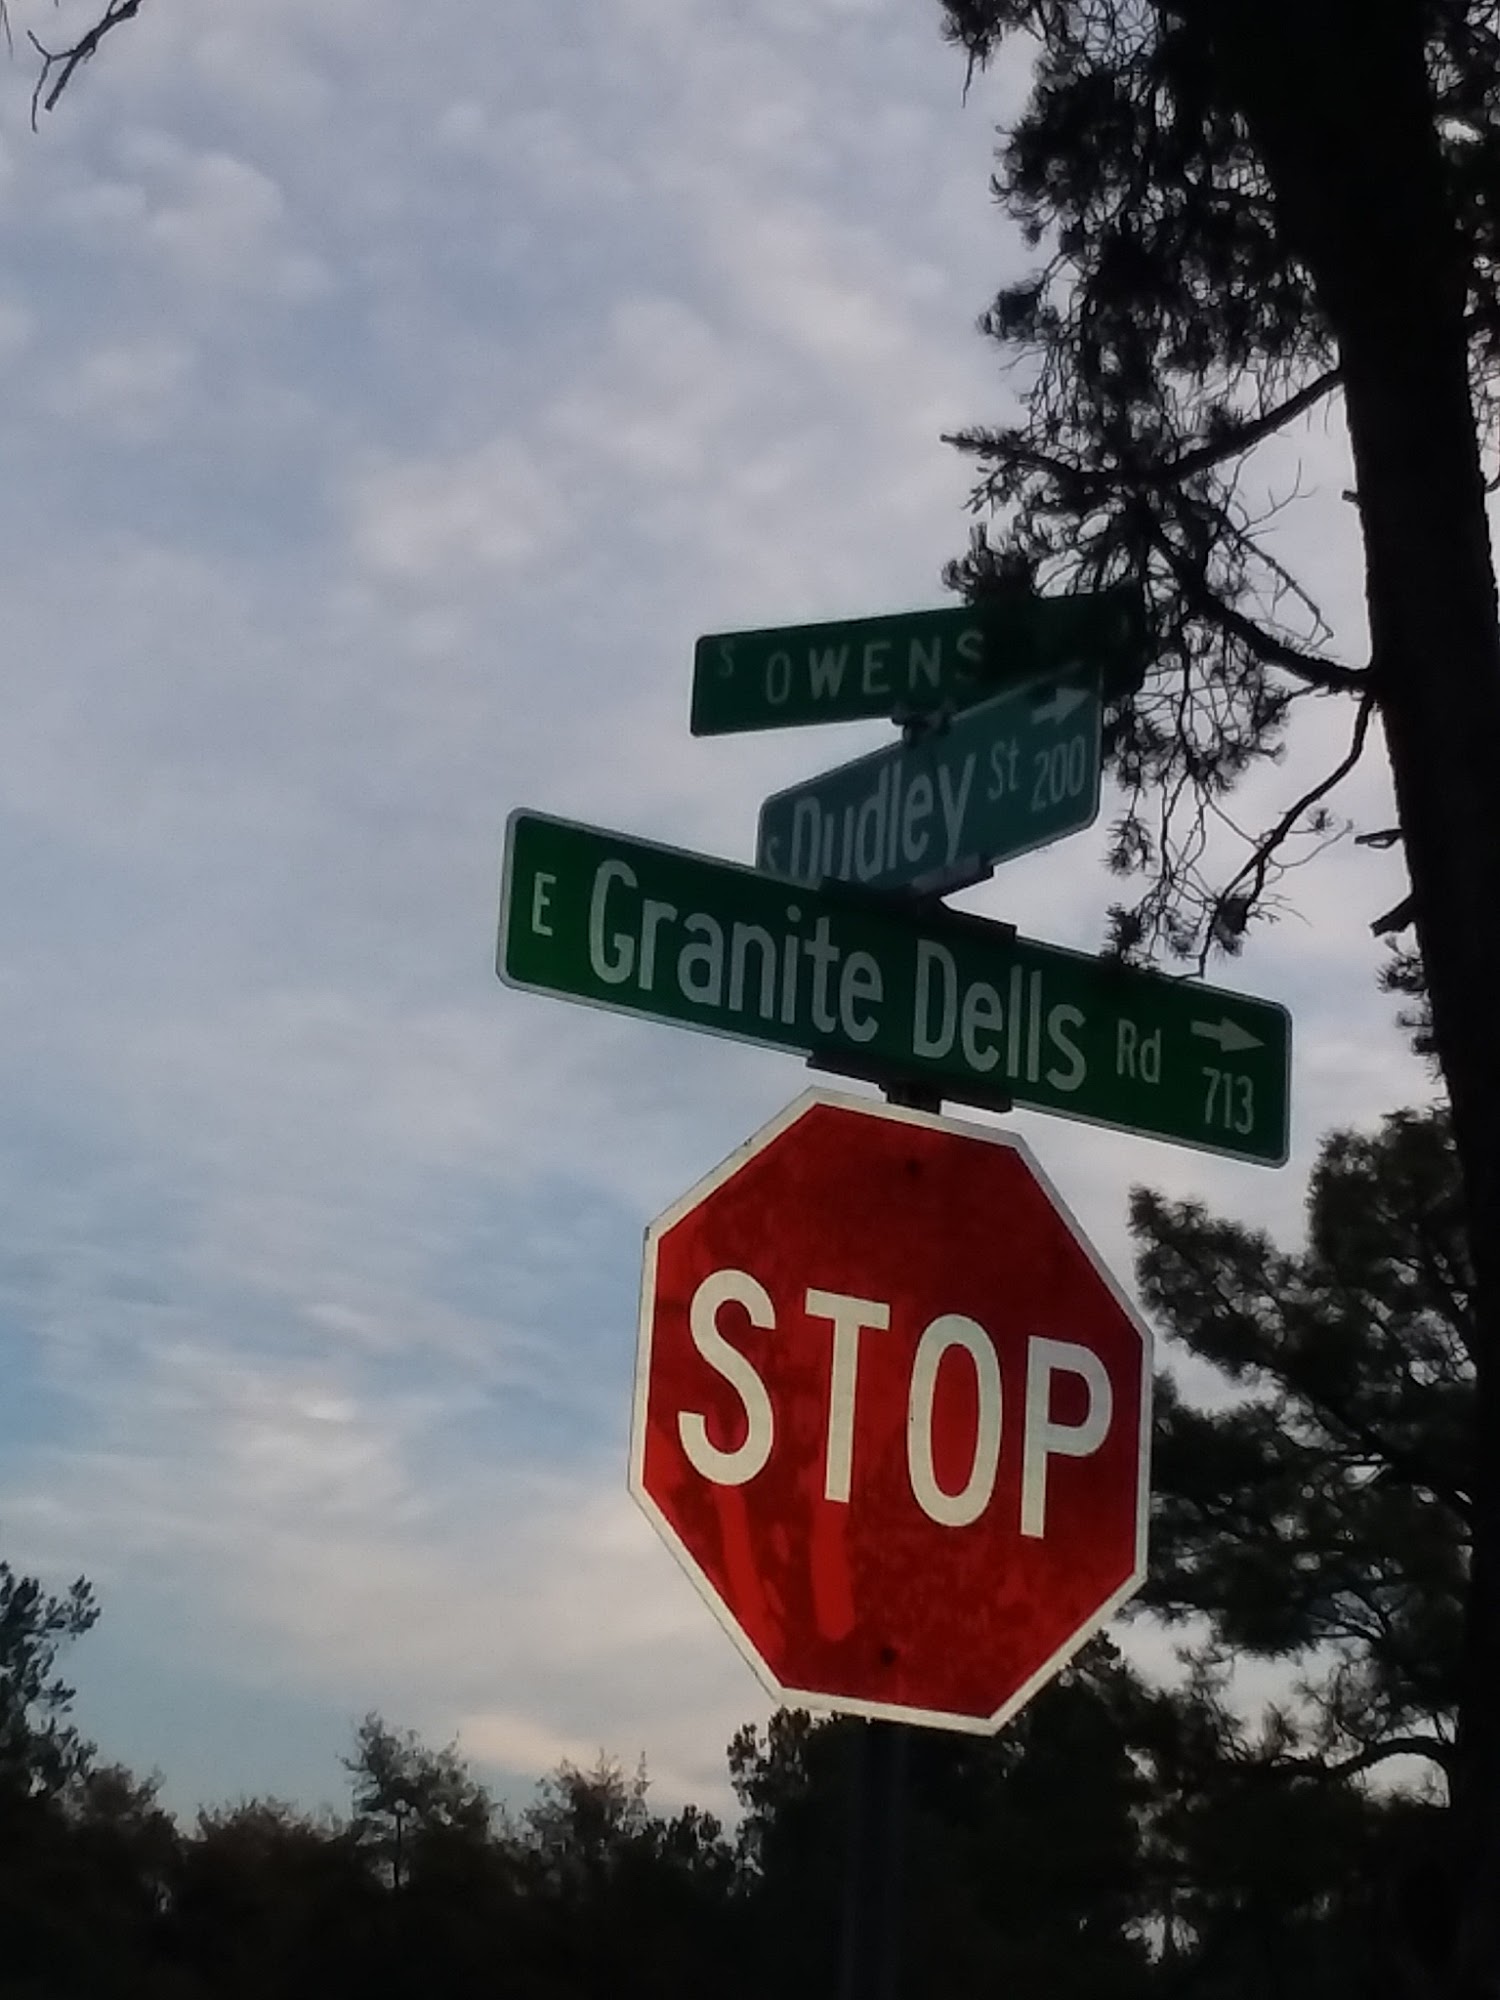 S OWENS
S Dudley St 200
E Granite Dells Rd 713
STOP